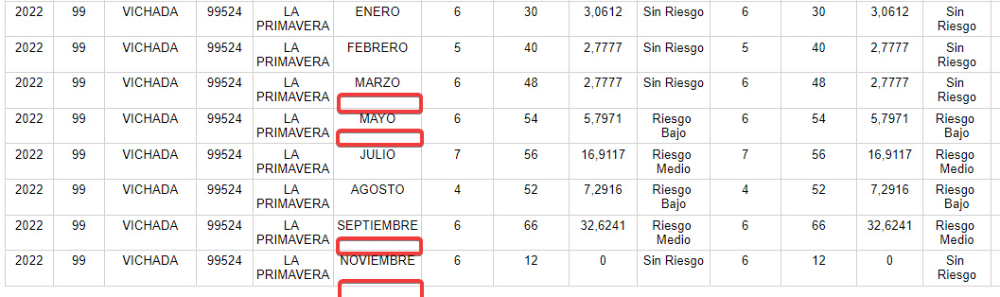 2022 99 VICHADA 99524 LA PRIMAVERA ENERO 6 30 3,0612 Sin Riesgo 6 30 3,0612 Sin Riesgo
2022 99 VICHADA 99524 LA PRIMAVERA FEBRERO 5 40 2,7777 Sin Riesgo 5 40 2,7777 Sin Riesgo
2022 99 VICHADA 99524 LA PRIMAVERA MARZO 6 48 2,7777 Sin Riesgo 6 48 2,7777 Sin Riesgo
2022 99 VICHADA 99524 LA PRIMAVERA MAYO 6 54 5,7971 Riesgo Bajo 6 54 5,7971 Riesgo Bajo
2022 99 VICHADA 99524 LA PRIMAVERA JULIO 7 56 16,9117 Riesgo Medio 7 56 16,9117 Riesgo Medio
2022 99 VICHADA 99524 LA PRIMAVERA AGOSTO 4 52 7,2916 Riesgo Bajo 4 52 7,2916 Riesgo Bajo
2022 99 VICHADA 99524 LA PRIMAVERA SEPTIEMBRE 6 66 32,6241 Riesgo Medio 6 66 32,6241 Riesgo Medio
2022 99 VICHADA 99524 LA PRIMAVERA NOVIEMBRE 6 12 0 Sin Riesgo 6 12 0 Sin Riesgo